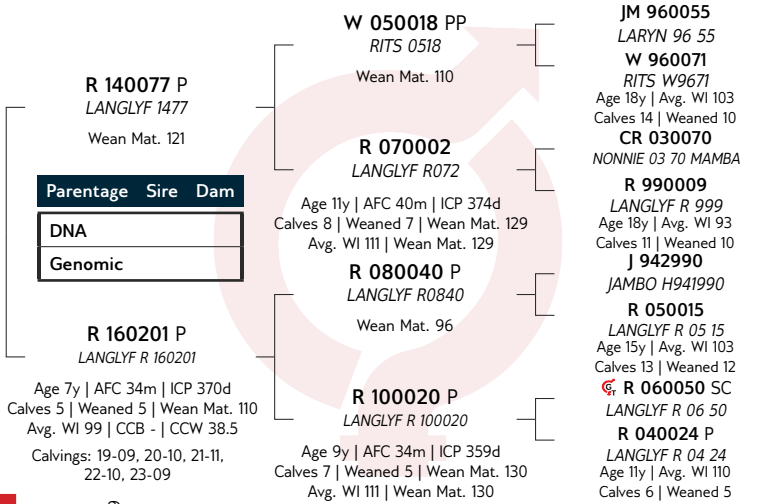 R 140077 P
LANGLYF 1477
Wean Mat. 121
Parentage Sire Dam
DNA
Genomic
R 160201 P
LANGLYF R 160201
Age 7y | AFC 34m | ICP 370d
Calves 5 | Weaned 5 | Wean Mat. 110
Avg. WI 99 | CCB - | CCW 38.5
Calvings: 19-09, 20-10, 21-11,
22-10, 23-09
W 050018 PP
RITS 0518
Wean Mat. 110
R 070002
LANGLYF R072
Age 11y | AFC 40m | ICP 374d
Calves 8 | Weaned 7 | Wean Mat. 129
Avg. WI 111 | Wean Mat. 129
R 080040 P
LANGLYF R0840
Wean Mat. 96
R 100020 P
LANGLYF R 100020
Age 9y | AFC 34m | ICP 359d
Calves 7 | Weaned 5 | Wean Mat. 130
Avg. WI 111 | Wean Mat. 130
JM 960055
LARYN 96 55
W 960071
RITS W9671
Age 18y | Avg. WI 103
Calves 14 | Weaned 10
CR 030070
NONNIE 03 70 MAMBA
R 990009
LANGLYF R 999
Age 18y | Avg. WI 93
Calves 11 | Weaned 10
J 942990
JAMBO H941990
R 050015
LANGLYF R 05 15
Age 15y | Avg. WI 103
Calves 13 | Weaned 12
R 060050 SC
LANGLYF R 06 50
R 040024 P
LANGLYF R 04 24
Age 11y | Avg. WI 110
Calves 6 | Weaned 5